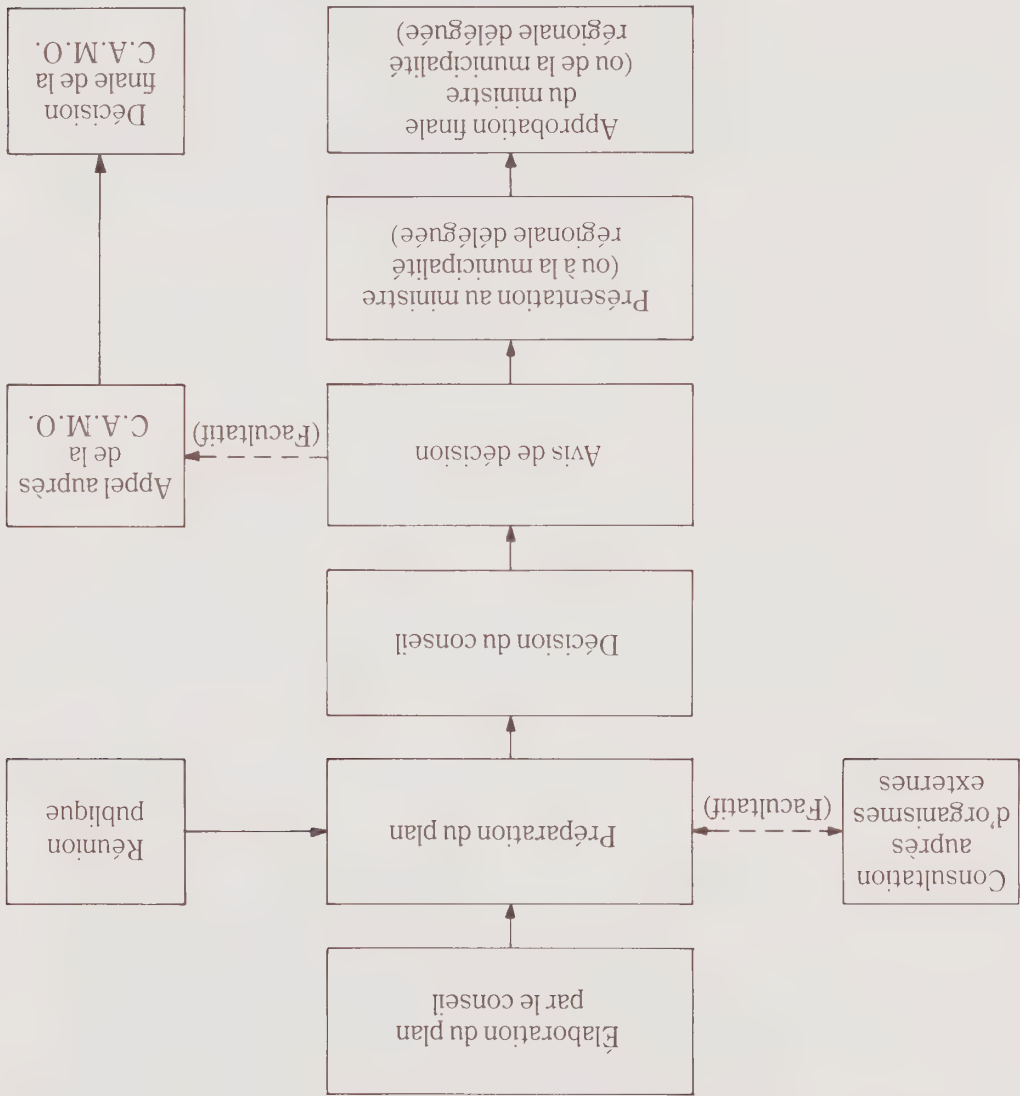 Élaboration du plan
par le conseil
Consultation
auprès
d'organismes
externes
(Facultatif)
Préparation du plan
Réunion
publique
Décision du conseil
Avis de décision
(Facultatif)
Appel auprès
de la
C.A.M.O.
Présentation au ministre
(ou à la municipalité
régionale déléguée)
Approbation finale
du ministre
(ou de la municipalité
régionale déléguée)
Décision
finale de la
C.A.M.O.